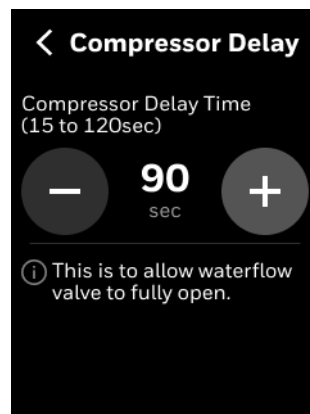 Compressor Delay
Compressor Delay Time
(15 to 120sec)
90
sec
This is to allow waterflow
valve to fully open.